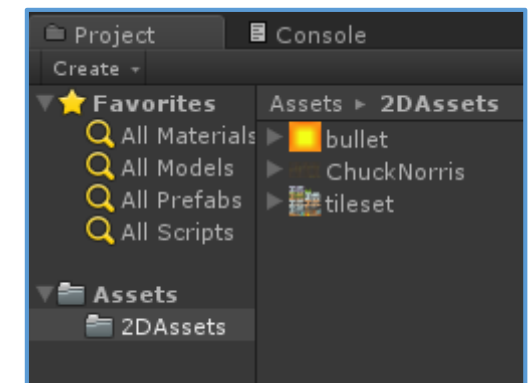 Project
Console
Create
Favorites
All Materials
All Models
All Prefabs
All Scripts
Assets
2DAssets
Assets ▸ 2DAssets
bullet
ChuckNorris
tileset